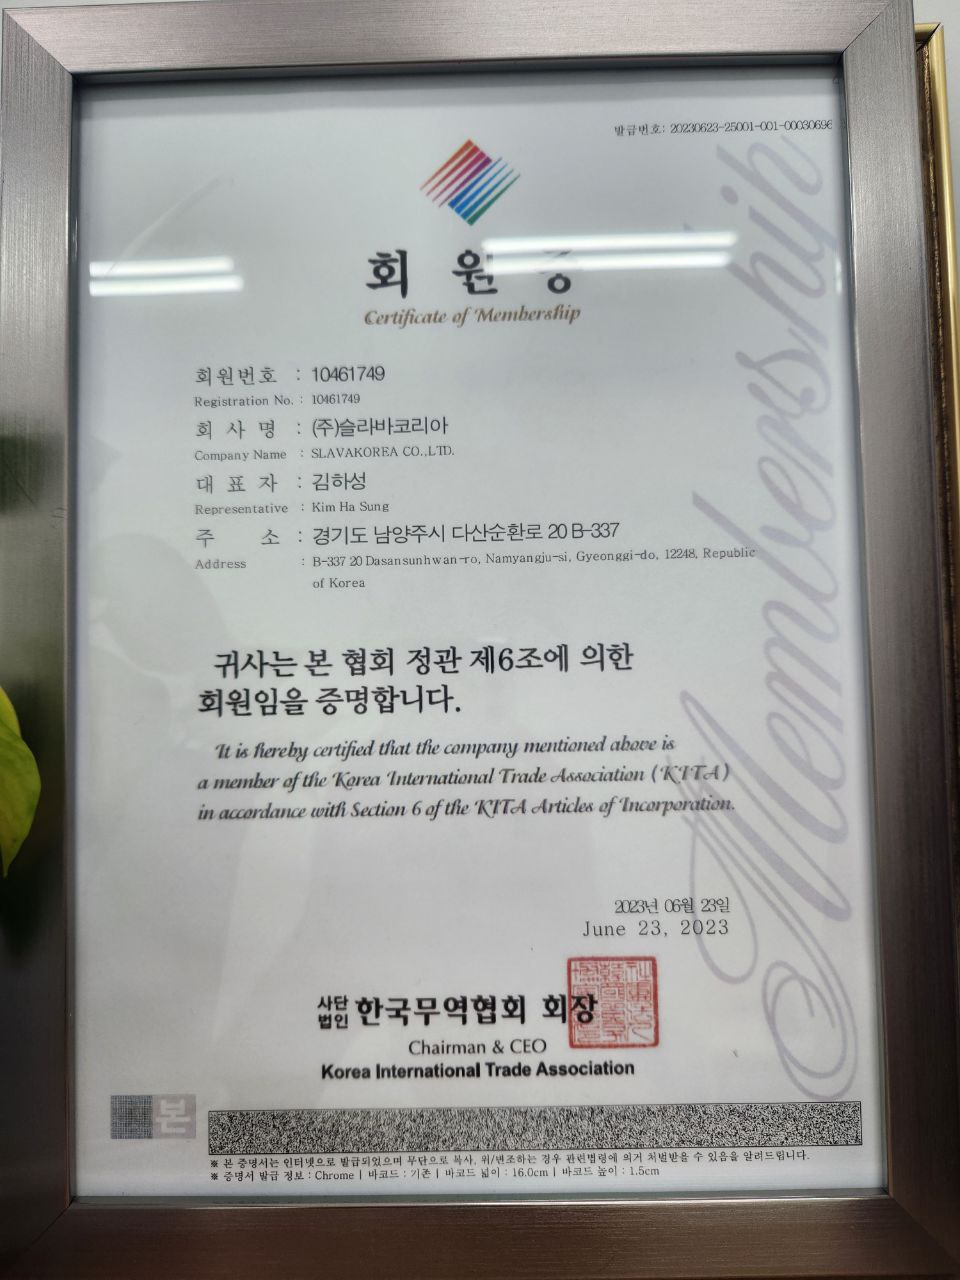 발급번호: 20230623-25001-001-00030696
회 원 증
Certificate of Membership
회원번호 : 10461749
Registration No. : 10461749
회 사 명 : (주)슬라바코리아
Company Name : SLAVAKOREA CO.,LTD.
대 표 자 : 김하성
Representative : Kim Ha Sung
주 소 : 경기도 남양주시 다산순환로 20 B-337
Address : B-337 20 Dasansunhwan-ro, Namyangju-si, Gyeonggi-do, 12248, Republic
of Korea
귀사는 본 협회 정관 제6조에 의한
회원임을 증명합니다.
It is hereby certified that the company mentioned above is
a member of the Korea International Trade Association (KITA)
in accordance with Section 6 of the KITA Articles of Incorporation.
Membership
2023년 06월 23일
June 23, 2023
사단법인 한국무역협회 회장
Chairman & CEO
Korea International Trade Association
본
※ 본 증명서는 인터넷으로 발급되었으며 무단으로 복사, 위/변조하는 경우 관련법령에 의거 처벌받을 수 있음을 알려드립니다.
※ 증명서 발급 정보 : Chrome | 바코드 : 기존 | 바코드 넓이 : 16.0cm | 바코드 높이 : 1.5cm